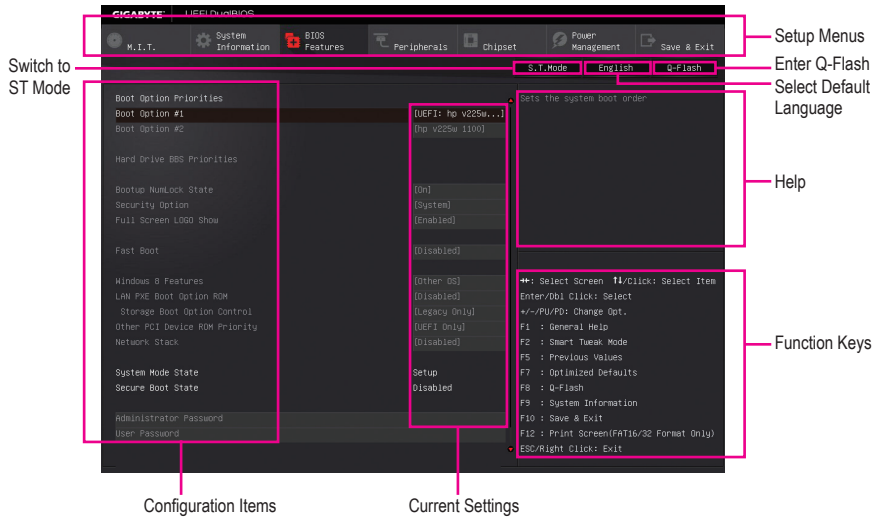 GIGABYTE UEFI DualBIOS
M.I.T.
System Information
BIOS Features
Peripherals
Chipset
Power Management
Save & Exit
Setup Menus
Switch to ST Mode
S.T.Mode English Q-Flash
Enter Q-Flash
Select Default Language
Boot Option Priorities
Boot Option #1 [UEFI: hp v225w...]
Boot Option #2 [hp v225w 1100]
Hard Drive BBS Priorities
Bootup NumLock State [On]
Security Option [System]
Full Screen LOGO Show [Enabled]
Fast Boot [Disabled]
Windows 8 Features [Other OS]
LAN PXE Boot Option ROM [Disabled]
Storage Boot Option Control [Legacy Only]
Other PCI Device ROM Priority [UEFI Only]
Network Stack [Disabled]
System Mode State Setup
Secure Boot State Disabled
Administrator Password
User Password
Sets the system boot order
Help
→←: Select Screen ↑↓/Click: Select Item
Enter/Dbl Click: Select
+/-/PU/PD: Change Opt.
F1 : General Help
F2 : Smart Tweak Mode
F5 : Previous Values
F7 : Optimized Defaults
F8 : Q-Flash
F9 : System Information
F10 : Save & Exit
F12 : Print Screen(FAT16/32 Format Only)
ESC/Right Click: Exit
Function Keys
Configuration Items
Current Settings